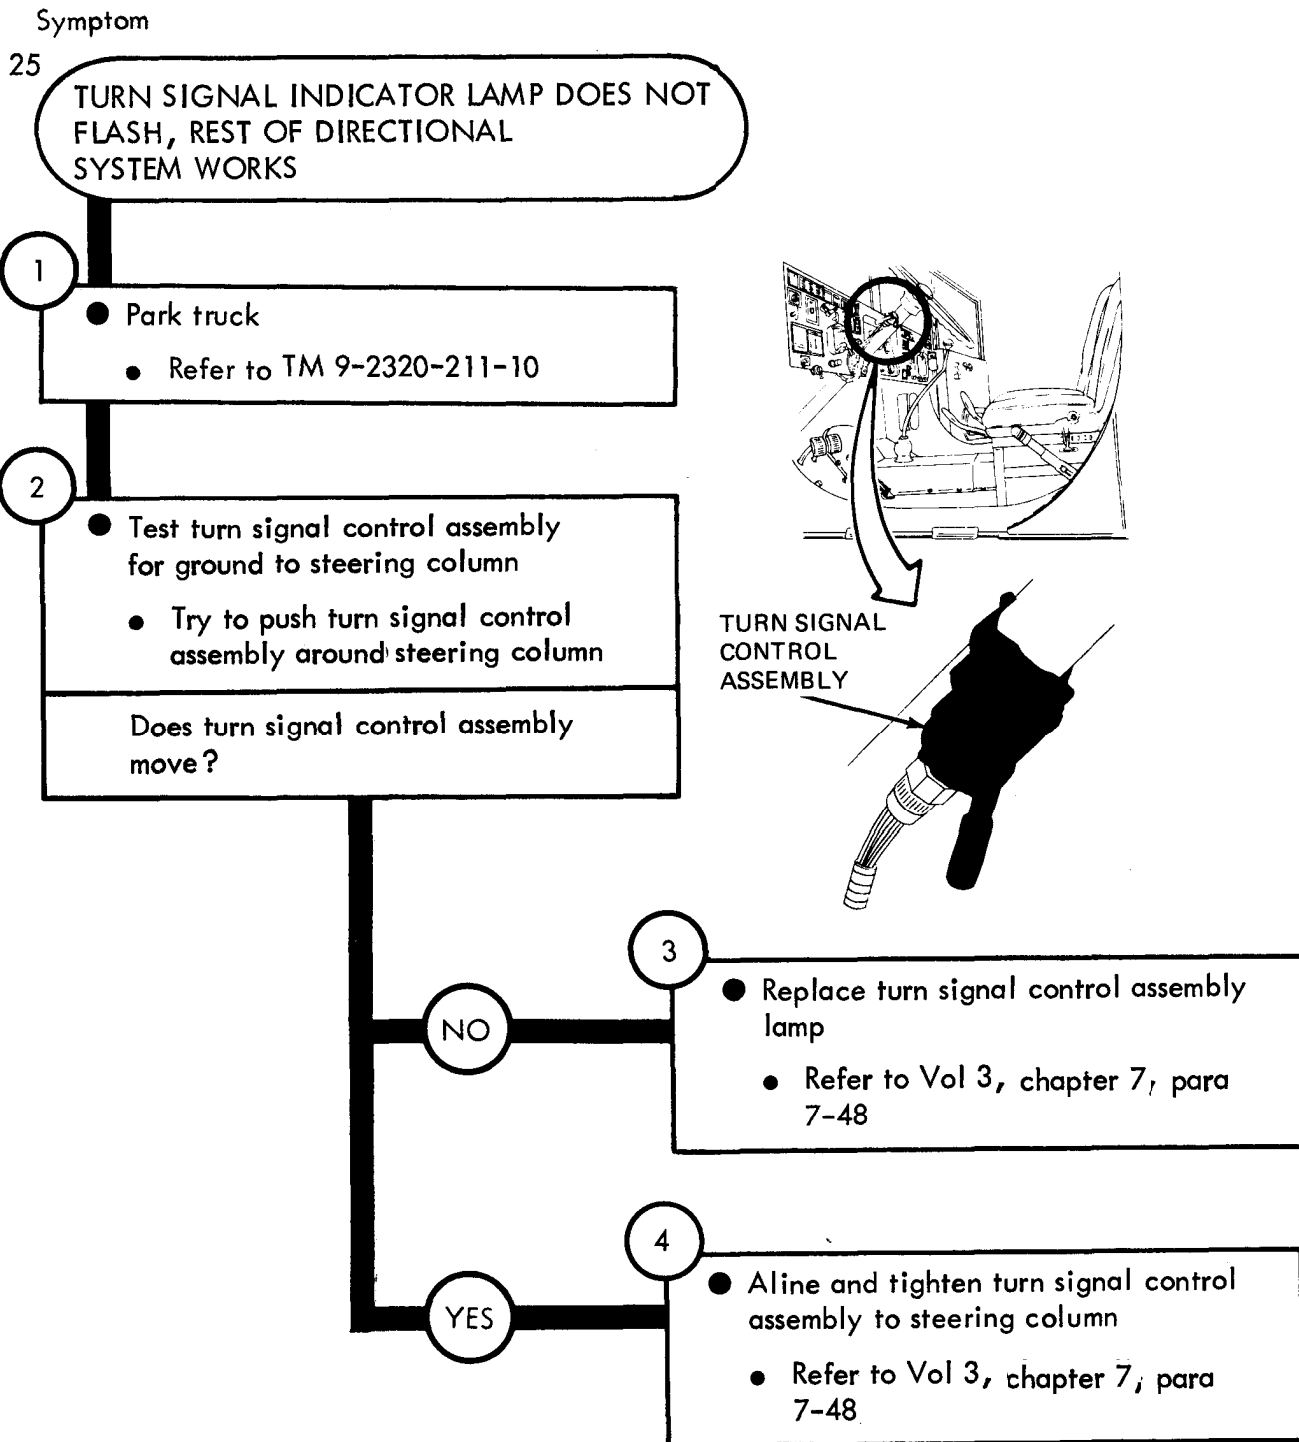 Symptom
25
TURN SIGNAL INDICATOR LAMP DOES NOT
FLASH, REST OF DIRECTIONAL
SYSTEM WORKS
1
● Park truck
● Refer to TM 9-2320-211-10
2
● Test turn signal control assembly
for ground to steering column
● Try to push turn signal control
assembly around steering column
Does turn signal control assembly
move?
TURN SIGNAL
CONTROL
ASSEMBLY
NO
3
● Replace turn signal control assembly
lamp
● Refer to Vol 3, chapter 7, para
7-48
YES
4
● Aline and tighten turn signal control
assembly to steering column
● Refer to Vol 3, chapter 7, para
7-48